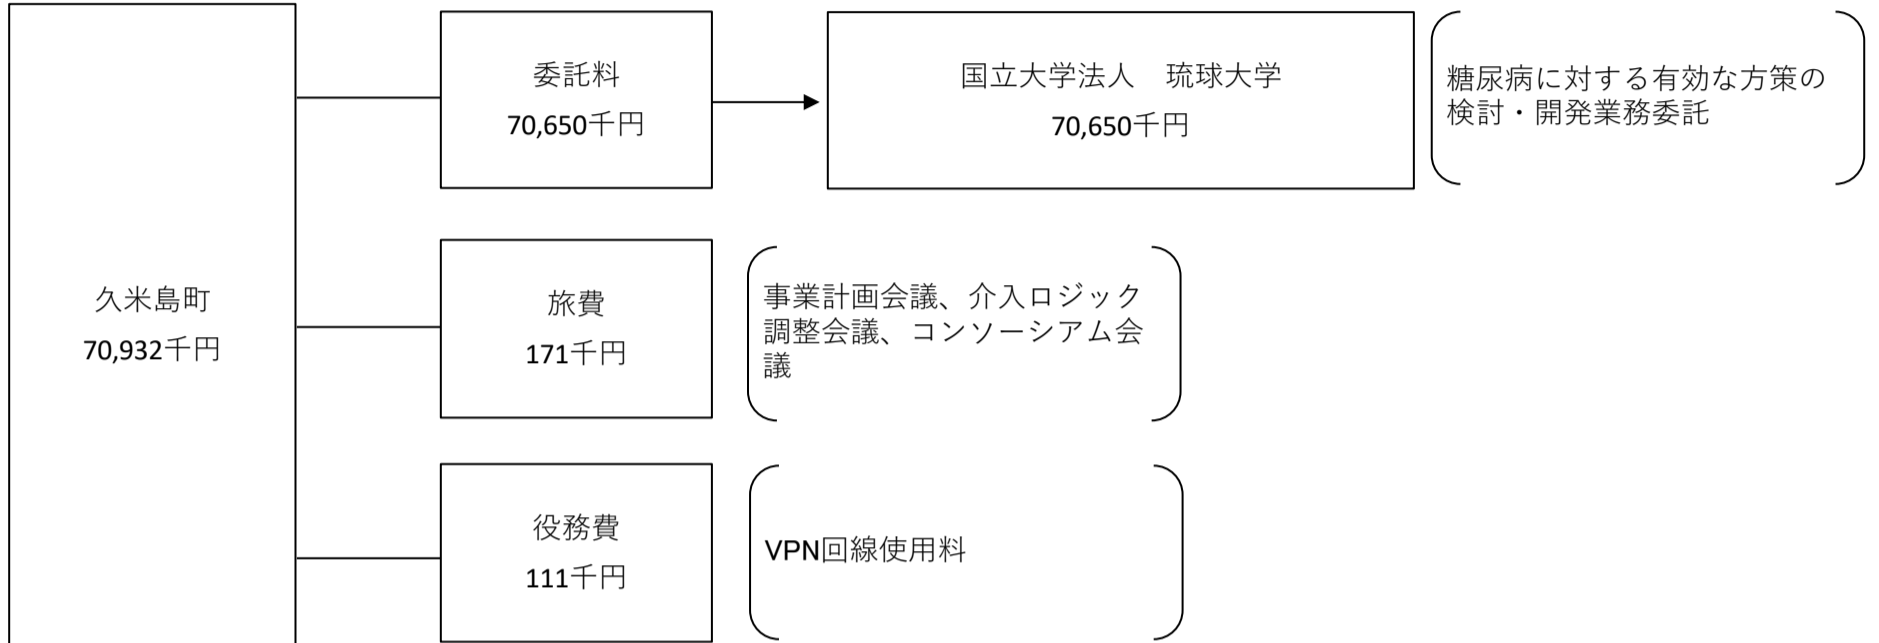 久米島町
70,932千円
委託料
70,650千円
国立大学法人　琉球大学
70,650千円
糖尿病に対する有効な方策の
検討・開発業務委託
旅費
171千円
事業計画会議、介入ロジック
調整会議、コンソーシアム会
議
役務費
111千円
VPN回線使用料